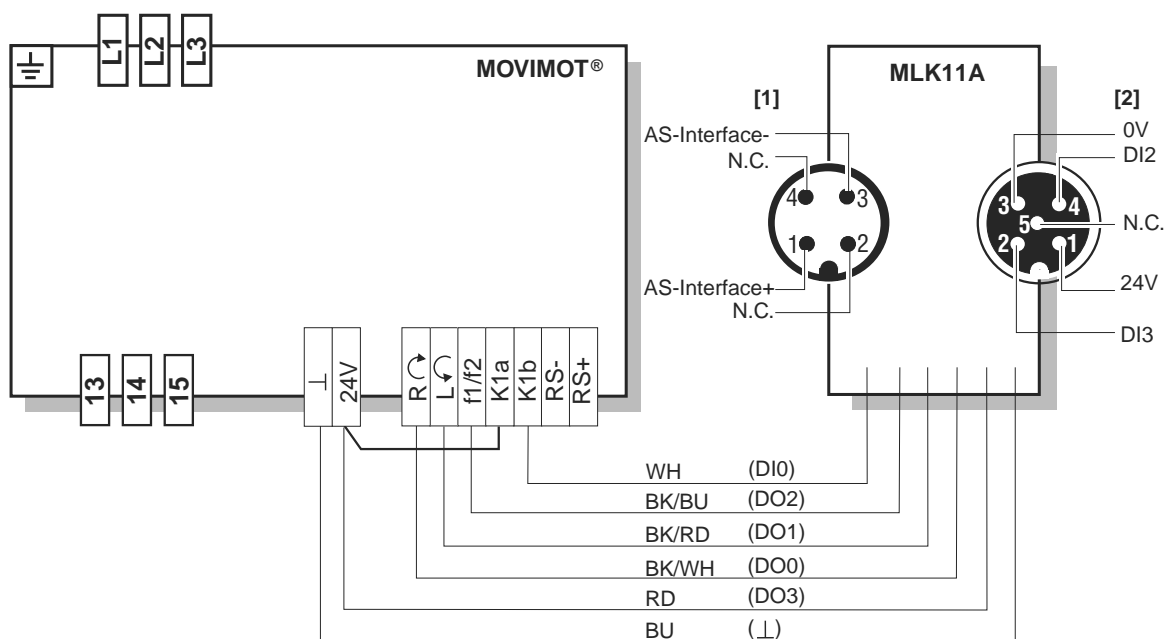 L1 L2 L3
MOVIMOT®
MLK11A
[1]
[2]
AS-Interface-
N.C.
4 3
1 2
AS-Interface+
N.C.
0V
DI2
3 4
5
2 1
N.C.
24V
DI3
13 14 15
⊥ 24V
R L f1/f2 K1a K1b RS- RS+
WH (DI0)
BK/BU (DO2)
BK/RD (DO1)
BK/WH (DO0)
RD (DO3)
BU (⊥)